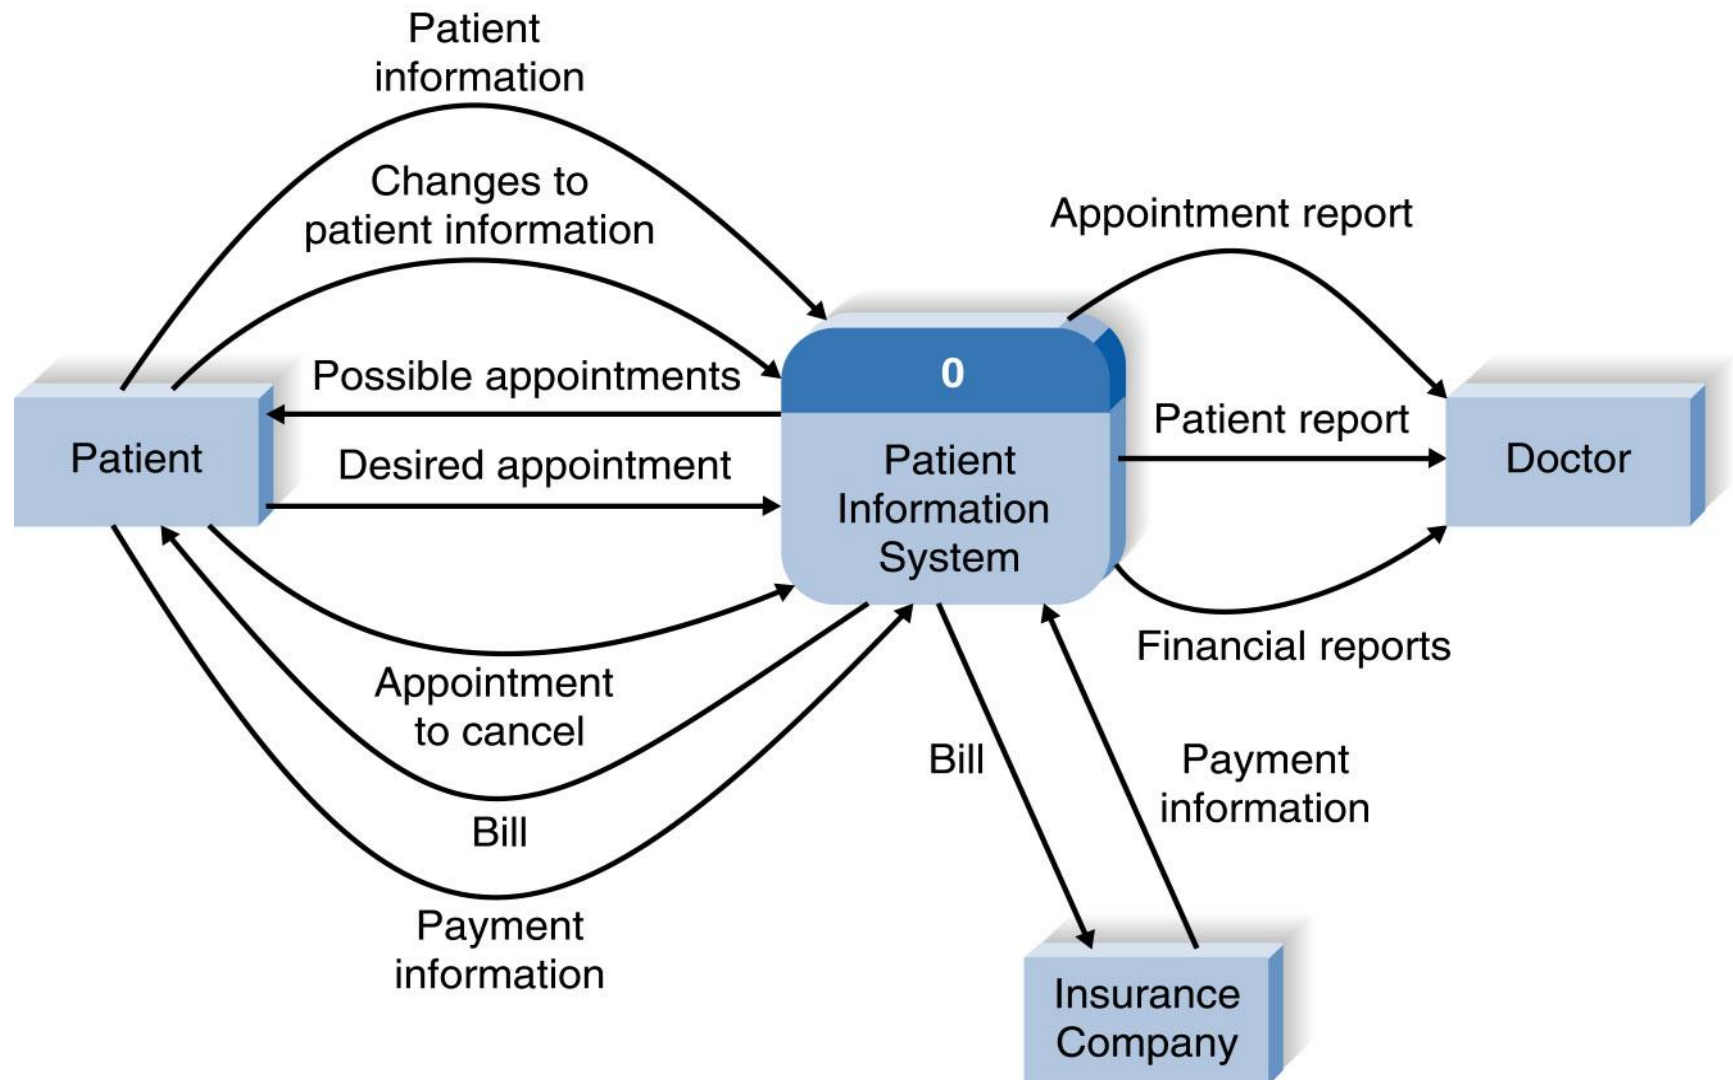 Patient
information
Changes to
patient information
Appointment report
Possible appointments
0
Patient report
Patient
Desired appointment
Patient
Information
System
Doctor
Financial reports
Appointment
to cancel
Bill
Payment
information
Bill
Payment
information
Insurance
Company